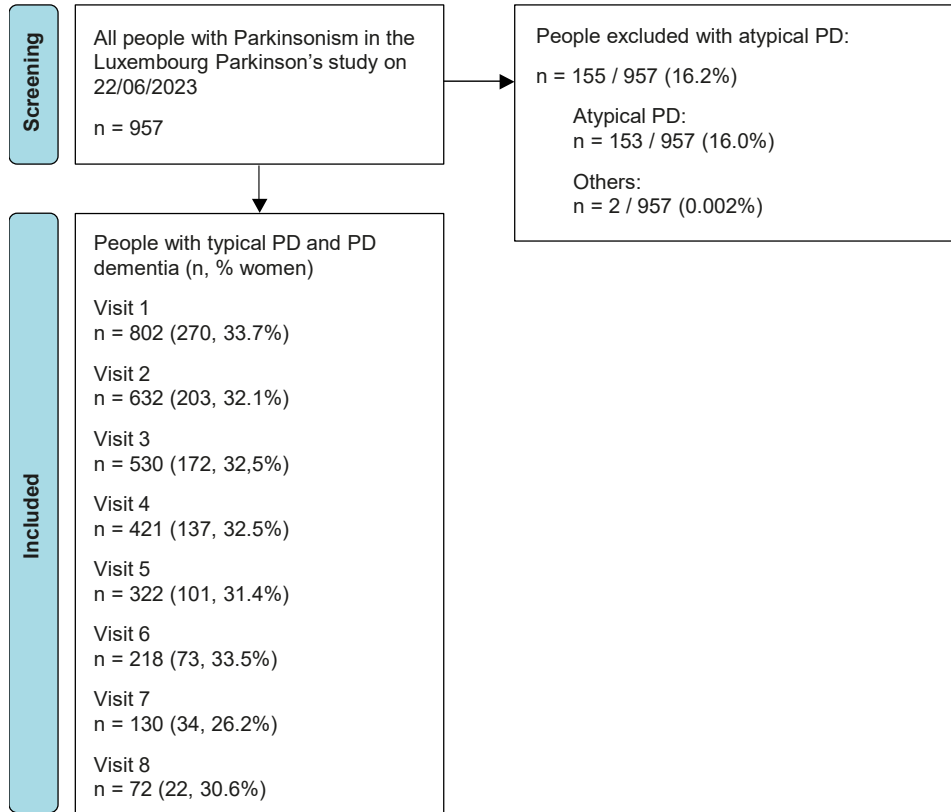 Screening
All people with Parkinsonism in the
Luxembourg Parkinson's study on
22/06/2023
n = 957
People excluded with atypical PD:
n = 155 / 957 (16.2%)
Atypical PD:
n = 153 / 957 (16.0%)
Others:
n = 2 / 957 (0.002%)
Included
People with typical PD and PD
dementia (n, % women)
Visit 1
n = 802 (270, 33.7%)
Visit 2
n = 632 (203, 32.1%)
Visit 3
n = 530 (172, 32,5%)
Visit 4
n = 421 (137, 32.5%)
Visit 5
n = 322 (101, 31.4%)
Visit 6
n = 218 (73, 33.5%)
Visit 7
n = 130 (34, 26.2%)
Visit 8
n = 72 (22, 30.6%)